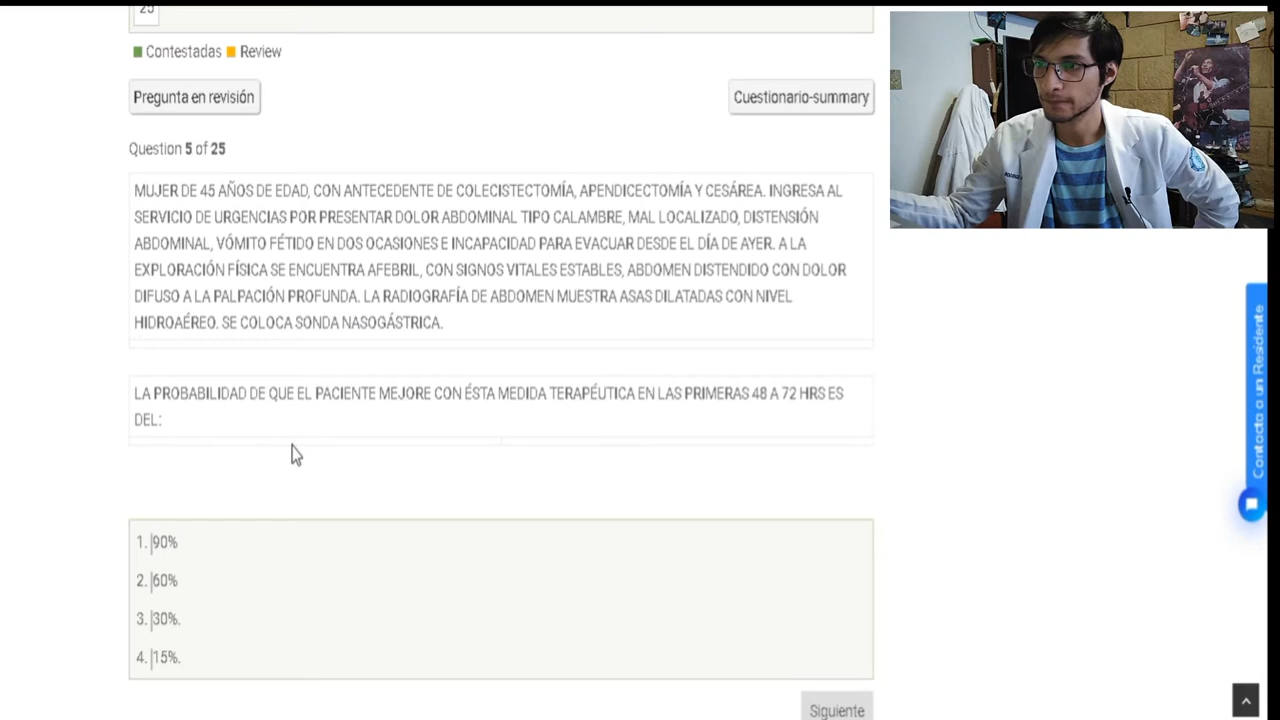 25
Contestadas Review
Pregunta en revisión
Cuestionario-summary
Question 5 of 25
MUJER DE 45 AÑOS DE EDAD, CON ANTECEDENTE DE COLECISTECTOMÍA, APENDICECTOMÍA Y CESÁREA. INGRESA AL
SERVICIO DE URGENCIAS POR PRESENTAR DOLOR ABDOMINAL TIPO CALAMBRE, MAL LOCALIZADO, DISTENSIÓN
ABDOMINAL, VÓMITO FÉTIDO EN DOS OCASIONES E INCAPACIDAD PARA EVACUAR DESDE EL DÍA DE AYER. A LA
EXPLORACIÓN FÍSICA SE ENCUENTRA AFEBRIL, CON SIGNOS VITALES ESTABLES, ABDOMEN DISTENDIDO CON DOLOR
DIFUSO A LA PALPACIÓN PROFUNDA. LA RADIOGRAFÍA DE ABDOMEN MUESTRA ASAS DILATADAS CON NIVEL
HIDROAÉREO. SE COLOCA SONDA NASOGÁSTRICA.
LA PROBABILIDAD DE QUE EL PACIENTE MEJORE CON ÉSTA MEDIDA TERAPÉUTICA EN LAS PRIMERAS 48 A 72 HRS ES
DEL:
1. 90%
2. 60%
3. 30%.
4. 15%.
Siguiente
Contacta a un Residente